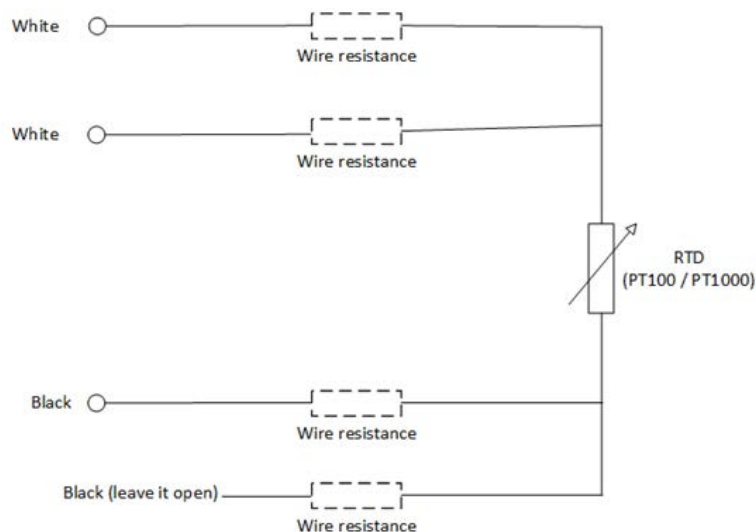 White
Wire resistance
White
Wire resistance
RTD
(PT100 / PT1000)
Black
Wire resistance
Black (leave it open)
Wire resistance